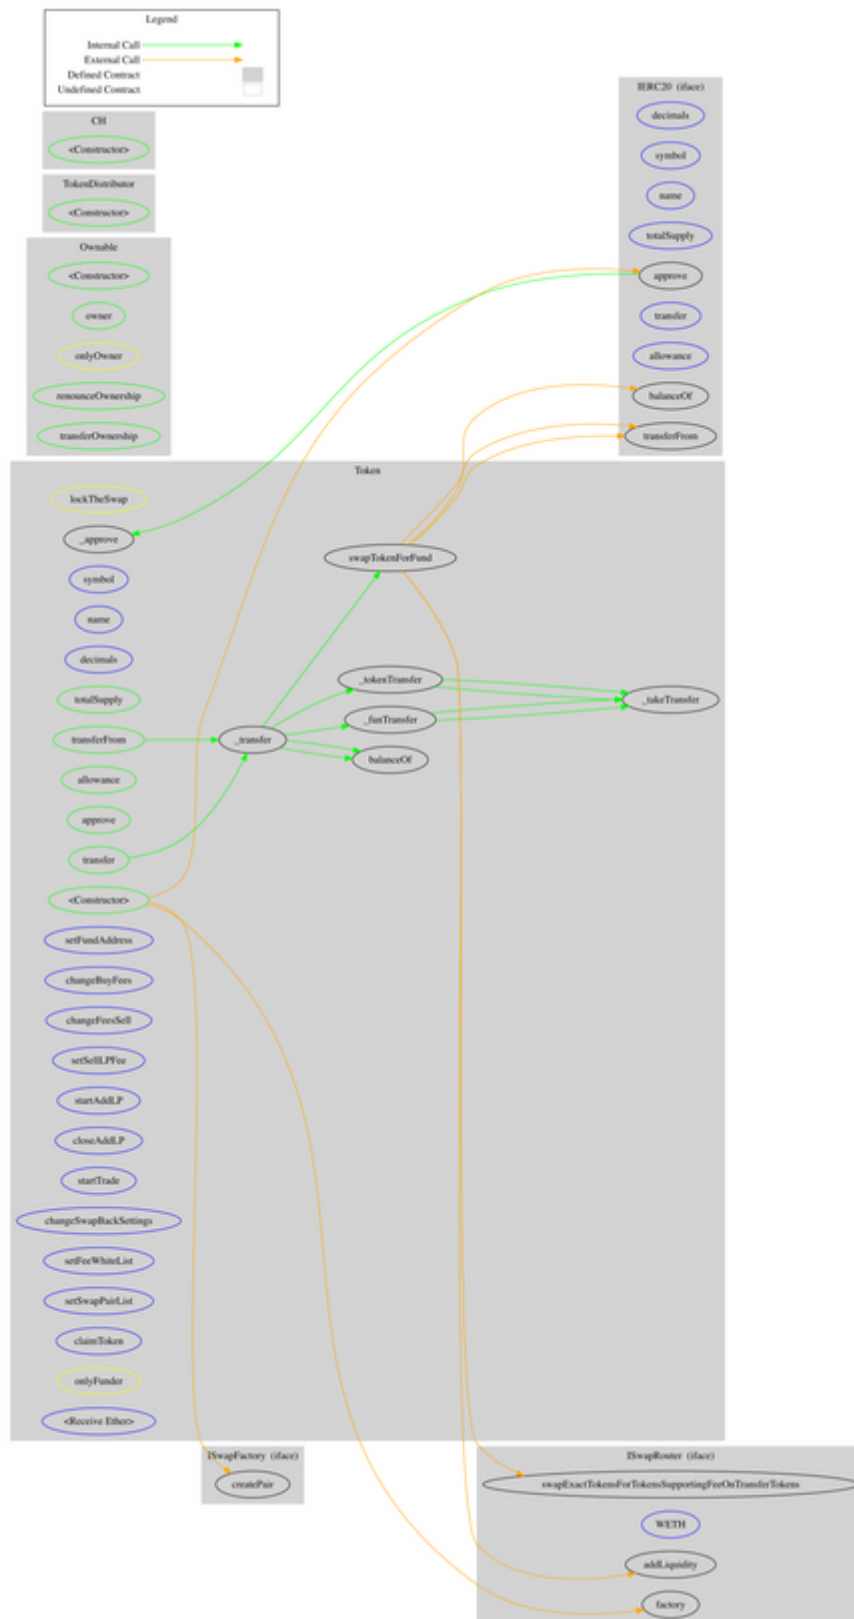 Legend
Internal Call
External Call
Defined Contract
Undefined Contract
CH
<Constructor>
TokenDistributor
<Constructor>
Ownable
<Constructor>
owner
onlyOwner
renounceOwnership
transferOwnership
IERC20 (iface)
decimals
symbol
name
totalSupply
approve
transfer
allowance
balanceOf
transferFrom
Token
lockTheSwap
_approve
symbol
name
decimals
totalSupply
transferFrom
allowance
approve
transfer
<Constructor>
setFundAddress
changeBuyFees
changeFeesSell
setSellLPFee
startAddLP
closeAddLP
startTrade
changeSwapBackSettings
setFeeWhiteList
setSwapPairList
claimToken
onlyFunder
<Receive Ether>
_transfer
swapTokenForFund
_tokenTransfer
_funTransfer
balanceOf
_takeTransfer
ISwapFactory (iface)
createPair
ISwapRouter (iface)
swapExactTokensForTokensSupportingFeeOnTransferTokens
WETH
addLiquidity
factory